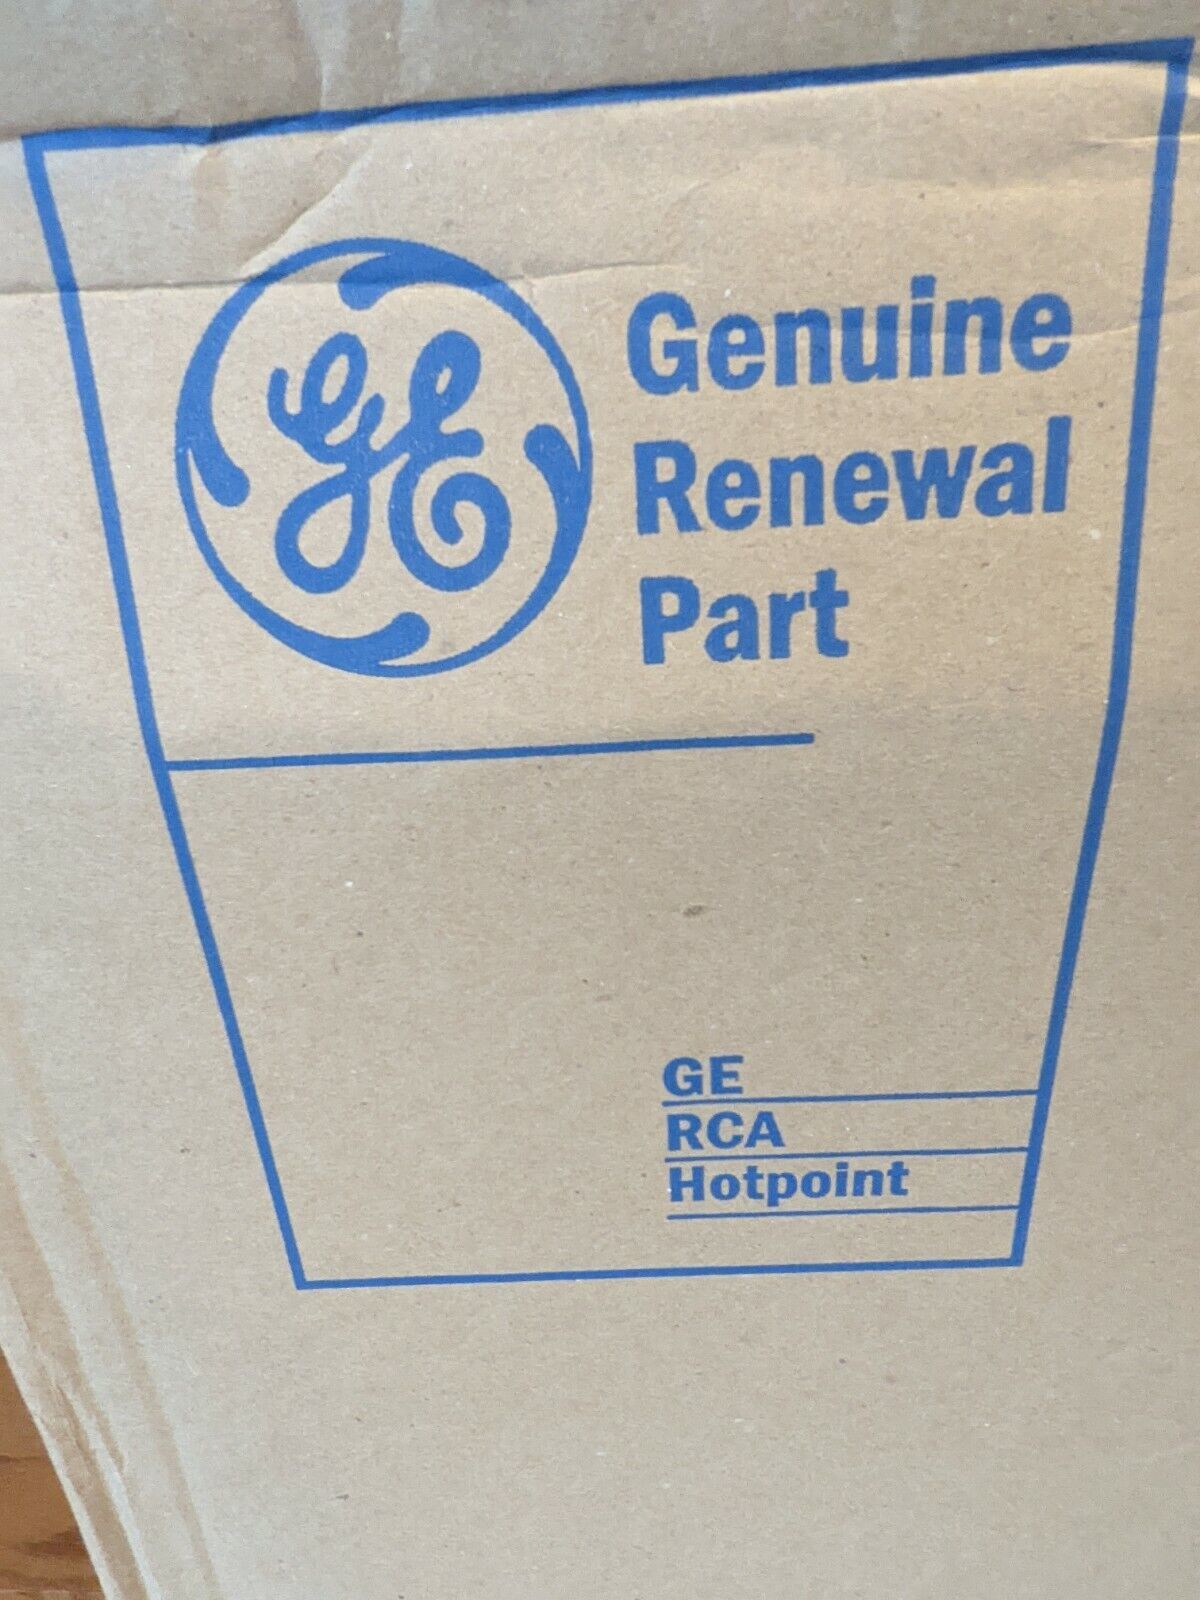 GE
Genuine
Renewal
Part
GE
RCA
Hotpoint